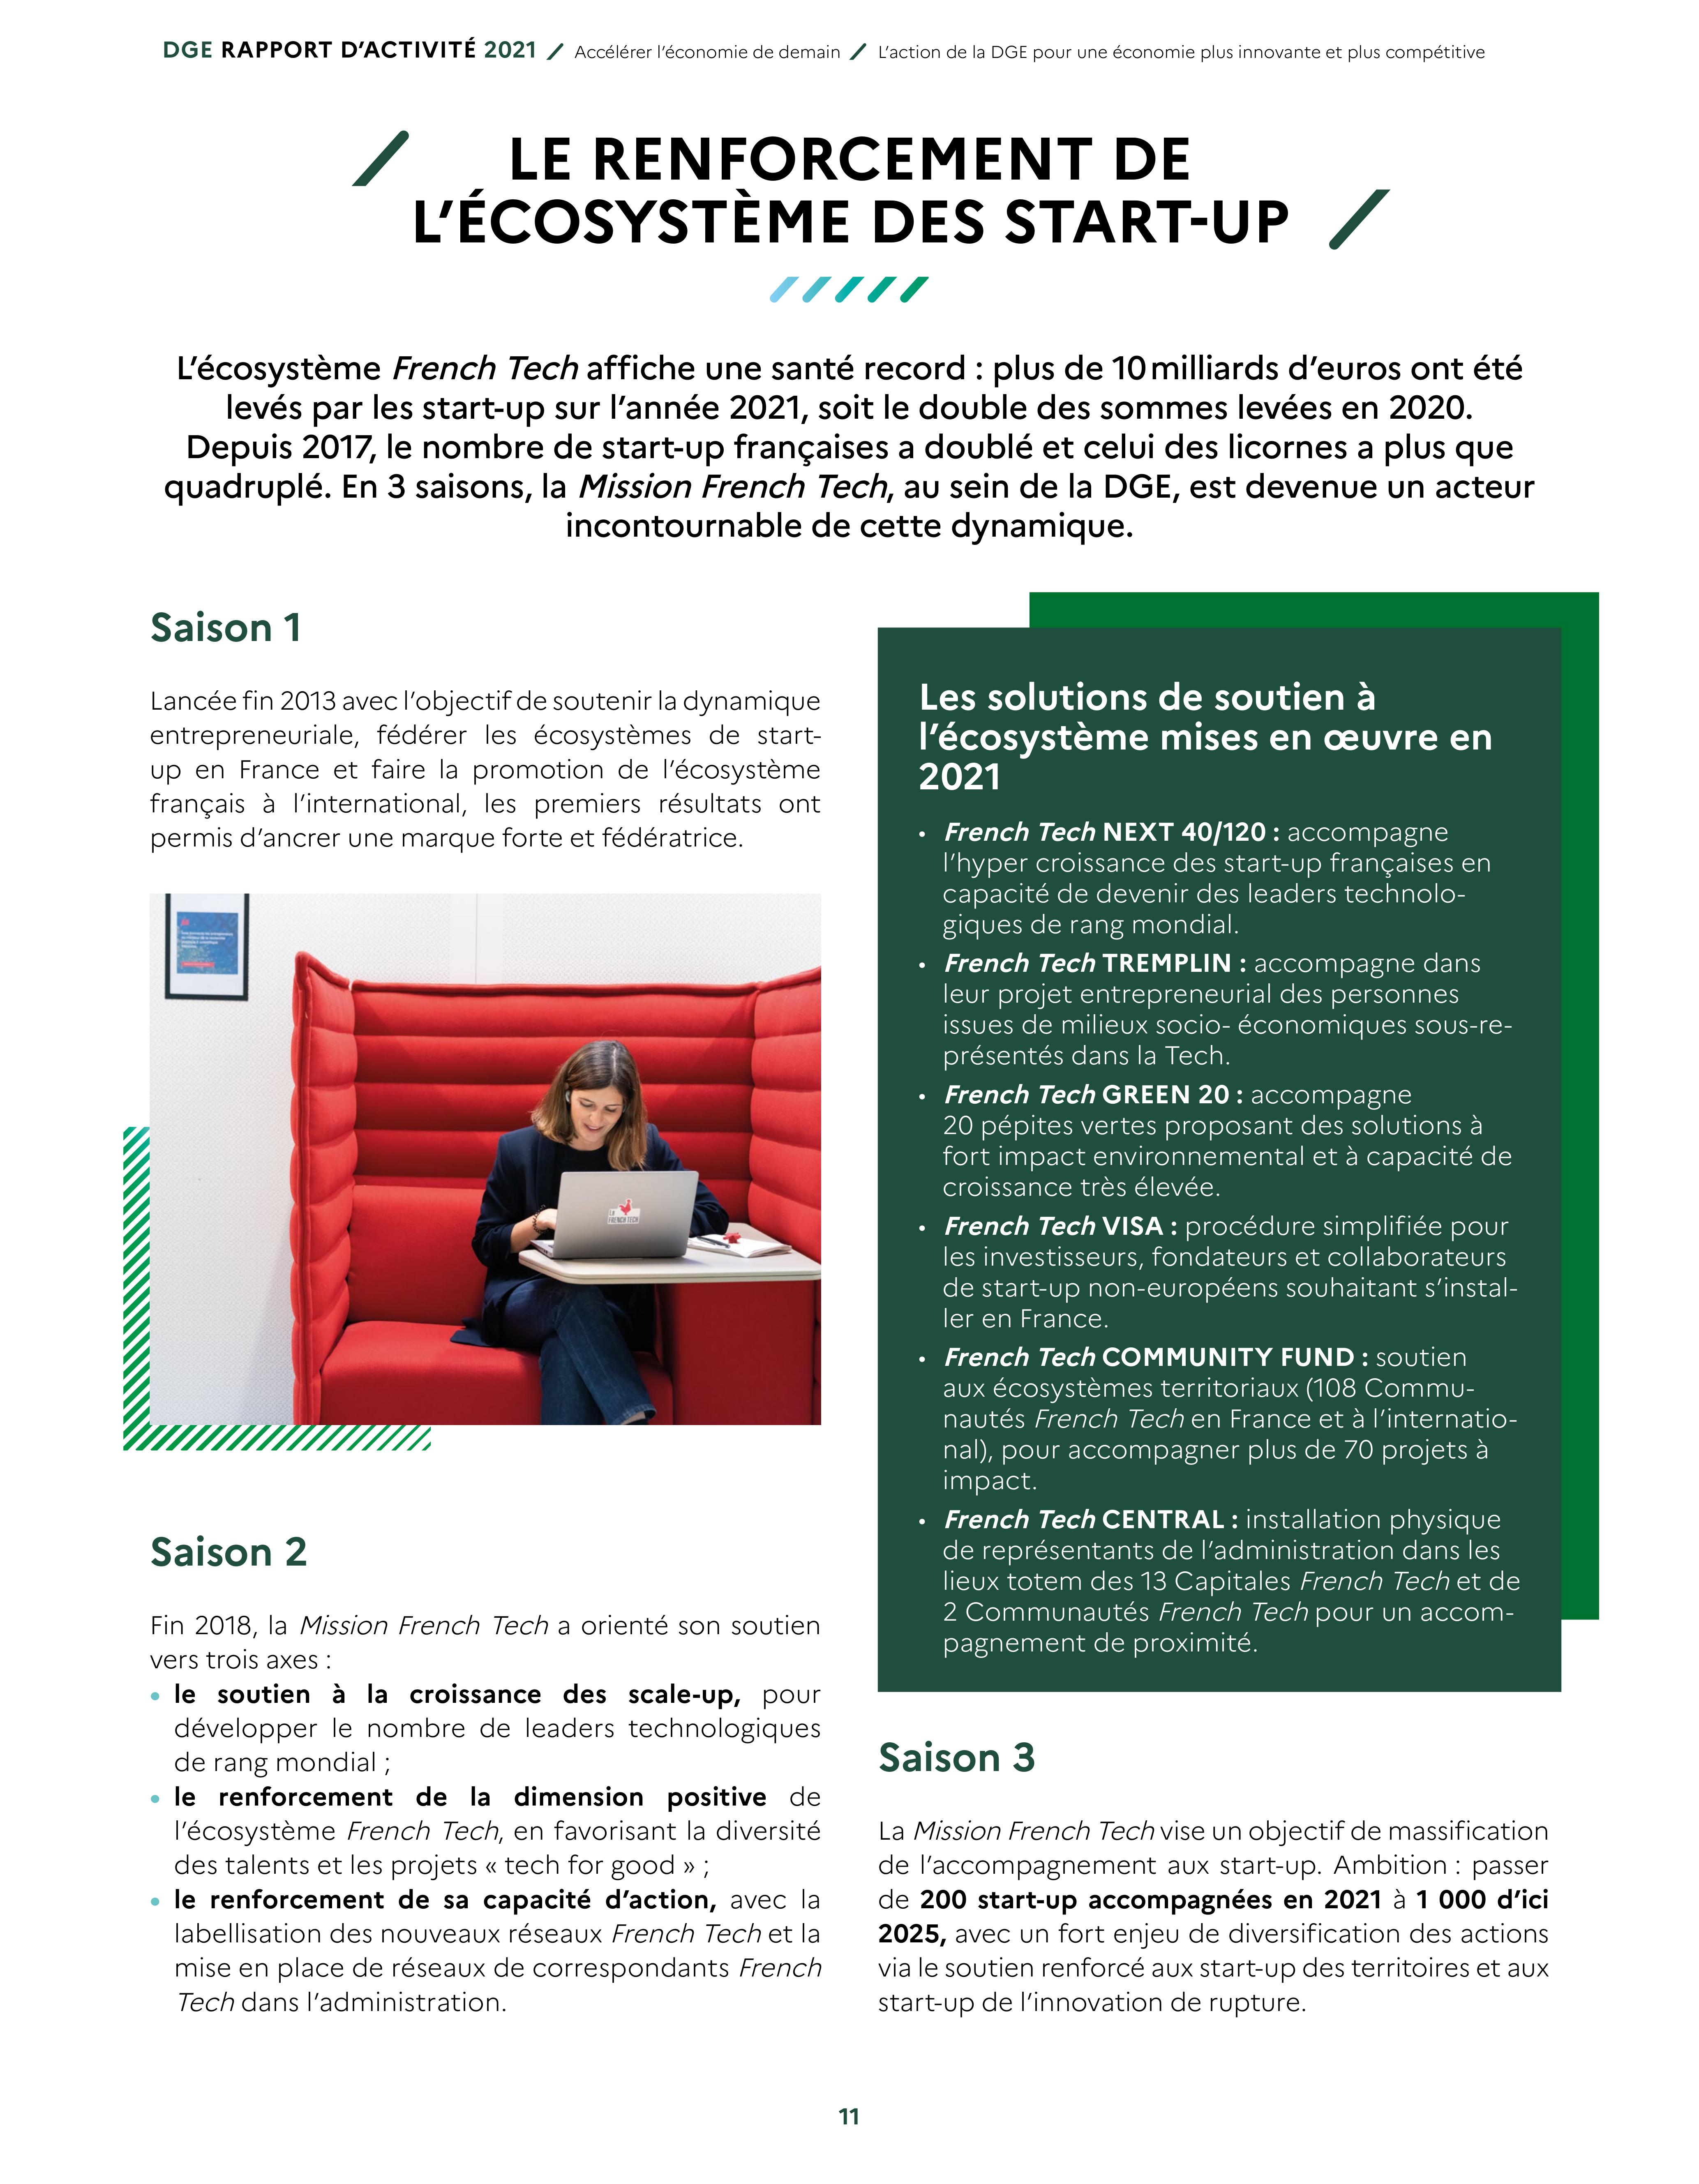 DGE RAPPORT D'ACTIVITÉ 2021 / Accélérer l'économie de demain / L'action de la DGE pour une économie plus innovante et plus compétitive
LE RENFORCEMENT DE
L'ÉCOSYSTÈME DES START-UP
L'écosystème French Tech affiche une santé record : plus de 10 milliards d'euros ont été
levés par les start-up sur l'année 2021, soit le double des sommes levées en 2020.
Depuis 2017, le nombre de start-up françaises a doublé et celui des licornes a plus que
quadruplé. En 3 saisons, la Mission French Tech, au sein de la DGE, est devenue un acteur
incontournable de cette dynamique.
Saison 1
Lancée fin 2013 avec l'objectif de soutenir la dynamique
entrepreneuriale, fédérer les écosystèmes de start-
up en France et faire la promotion de l'écosystème
français à l'international, les premiers résultats ont
permis d'ancrer une marque forte et fédératrice.
LA
FRENCH TECH
Saison 2
Fin 2018, la Mission French Tech a orienté son soutien
vers trois axes :
• le soutien à la croissance des scale-up, pour
développer le nombre de leaders technologiques
de rang mondial ;
• le renforcement de la dimension positive de
l'écosystème French Tech, en favorisant la diversité
des talents et les projets « tech for good » ;
• le renforcement de sa capacité d'action, avec la
labellisation des nouveaux réseaux French Tech et la
mise en place de réseaux de correspondants French
Tech dans l'administration.
Les solutions de soutien à
l'écosystème mises en œuvre en
2021
• French Tech NEXT 40/120 : accompagne
l'hyper croissance des start-up françaises en
capacité de devenir des leaders technolo-
giques de rang mondial.
• French Tech TREMPLIN : accompagne dans
leur projet entrepreneurial des personnes
issues de milieux socio- économiques sous-re-
présentés dans la Tech.
• French Tech GREEN 20 : accompagne
20 pépites vertes proposant des solutions à
fort impact environnemental et à capacité de
croissance très élevée.
• French Tech VISA : procédure simplifiée pour
les investisseurs, fondateurs et collaborateurs
de start-up non-européens souhaitant s'instal-
ler en France.
• French Tech COMMUNITY FUND : soutien
aux écosystèmes territoriaux (108 Commu-
nautés French Tech en France et à l'internatio-
nal), pour accompagner plus de 70 projets à
impact.
• French Tech CENTRAL : installation physique
de représentants de l'administration dans les
lieux totem des 13 Capitales French Tech et de
2 Communautés French Tech pour un accom-
pagnement de proximité.
Saison 3
La Mission French Tech vise un objectif de massification
de l'accompagnement aux start-up. Ambition : passer
de 200 start-up accompagnées en 2021 à 1 000 d'ici
2025, avec un fort enjeu de diversification des actions
via le soutien renforcé aux start-up des territoires et aux
start-up de l'innovation de rupture.
11